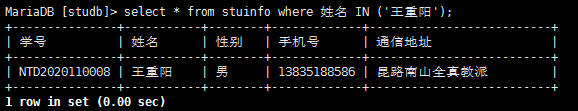 MariaDB [studb]> select * from stuinfo where 姓名 IN ('王重阳');
+---------------+-----------+--------+-------------+-----------------------+
| 学号 | 姓名 | 性别 | 手机号 | 通信地址 |
+---------------+-----------+--------+-------------+-----------------------+
| NTD2020110008 | 王重阳 | 男 | 13835188586 | 昆路南山全真教派 |
+---------------+-----------+--------+-------------+-----------------------+
1 row in set (0.00 sec)